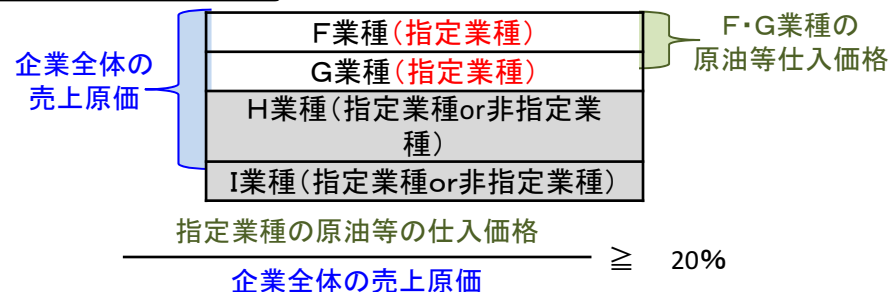 F業種(指定業種)
G業種(指定業種)
H業種(指定業種or非指定業
種)
I業種(指定業種or非指定業種)
企業全体の
売上原価
F・G業種の
原油等仕入価格
指定業種の原油等の仕入価格
企業全体の売上原価
≧ 20%